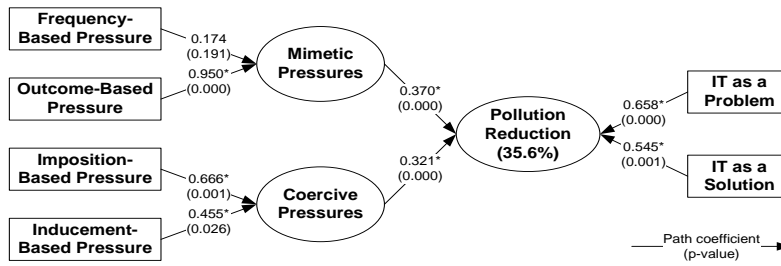 Frequency-
Based Pressure
0.174
(0.191)
Outcome-Based
Pressure
0.950*
(0.000)
Mimetic
Pressures
0.370*
(0.000)
Imposition-
Based Pressure
0.666*
(0.001)
Inducement-
Based Pressure
0.455*
(0.026)
Coercive
Pressures
0.321*
(0.000)
Pollution
Reduction
(35.6%)
IT as a
Problem
0.658*
(0.000)
IT as a
Solution
0.545*
(0.001)
Path coefficient
(p-value)